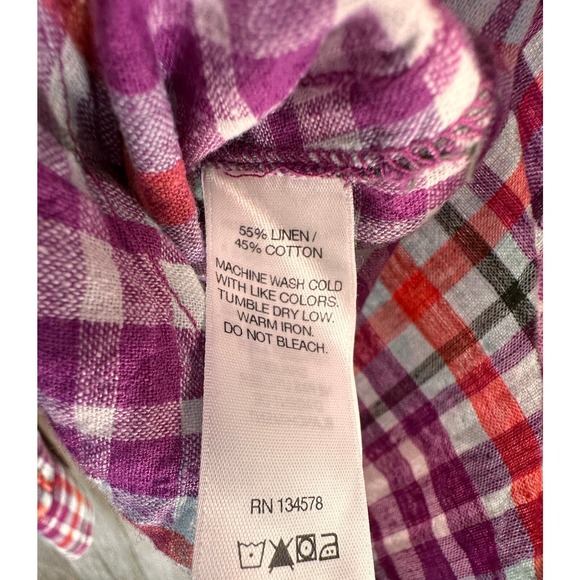 55% LINEN /
45% COTTON
MACHINE WASH COLD
WITH LIKE COLORS.
TUMBLE DRY LOW.
WARM IRON.
DO NOT BLEACH.
RN 134578